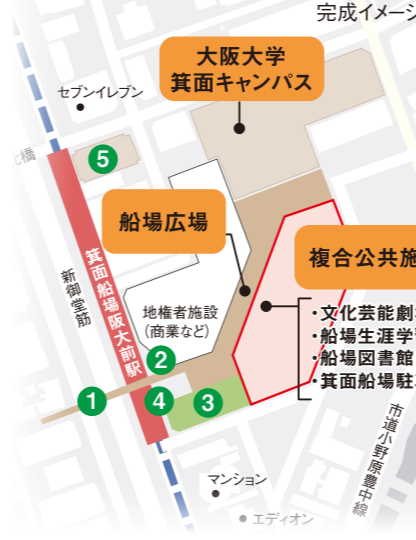 完成イメージ
大阪大学
箕面キャンパス
セブンイレブン
橋
5
船場広場
複合公共施
箕面船場阪大前駅
新御堂筋
地権者施設
(商業など)
・文化芸能劇
・船場生涯学
・船場図書館
・箕面船場駐
2
1
4
3
市道小野原豊中線
マンション
エディオン